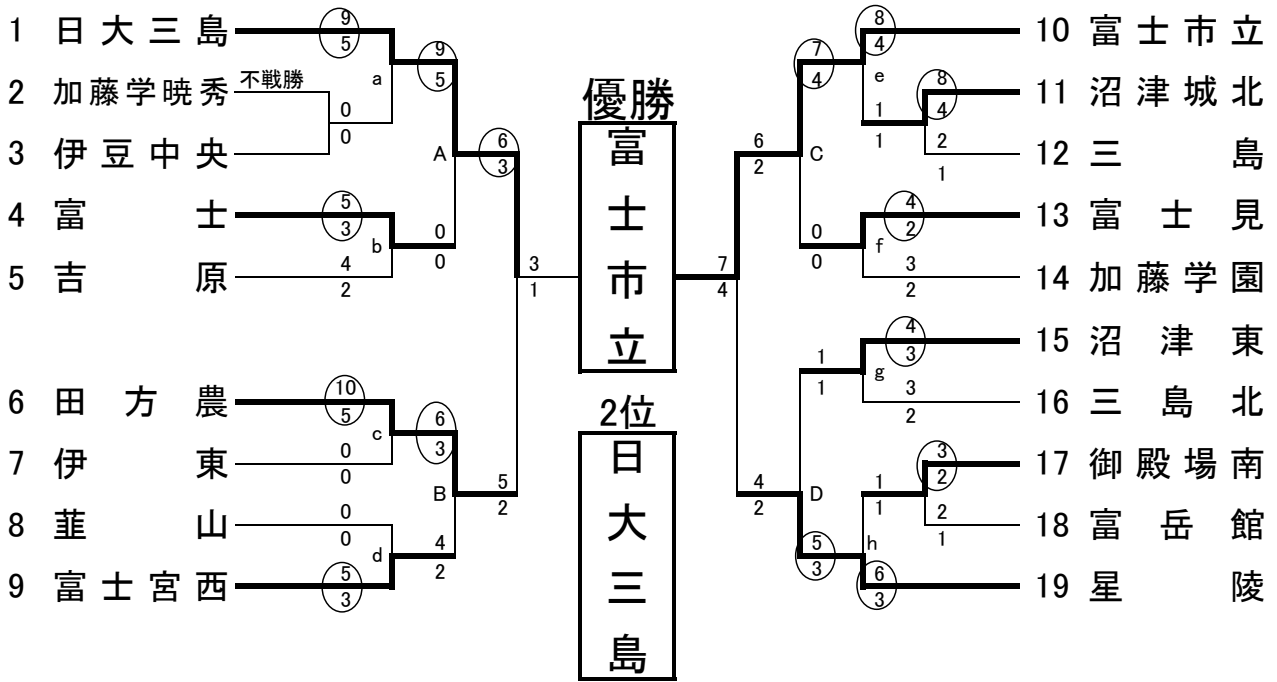 1 日大三島
9
5
2 加藤学暁秀
不戦勝
a
0
0
3 伊豆中央
9
5
A
4 富士
5
3
b
0
0
5 吉原
4
2
6
3
3
1
6 田方農
10
5
c
6
3
7 伊東
0
0
B
5
2
8 韮山
0
0
d
4
2
9 富士宮西
5
3
優勝
富士市立
2位
日大三島
7
4
6
2
C
7
4
8
4
10 富士市立
e
1
1
8
4
11 沼津城北
2
1
12 三島
0
0
f
4
2
13 富士見
3
2
14 加藤学園
1
1
g
4
3
15 沼津東
3
2
16 三島北
4
2
D
1
1
3
2
17 御殿場南
2
1
18 富岳館
5
3
h
6
3
19 星陵